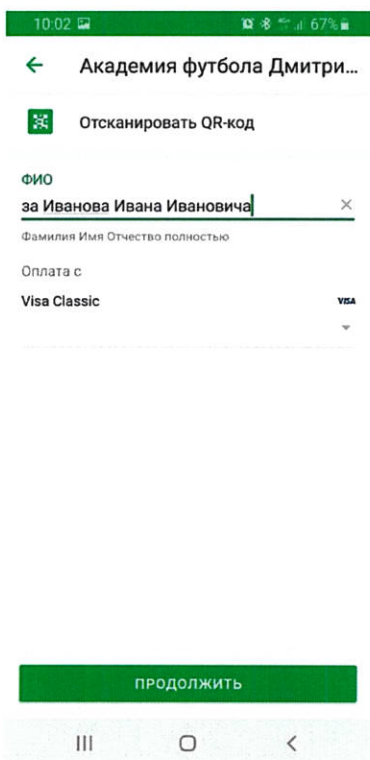 10:02 67%
Академия футбола Дмитри...
Отсканировать QR-код
ФИО
за Иванова Ивана Ивановича
Фамилия Имя Отчество полностью
Оплата с
Visa Classic VISA
ПРОДОЛЖИТЬ